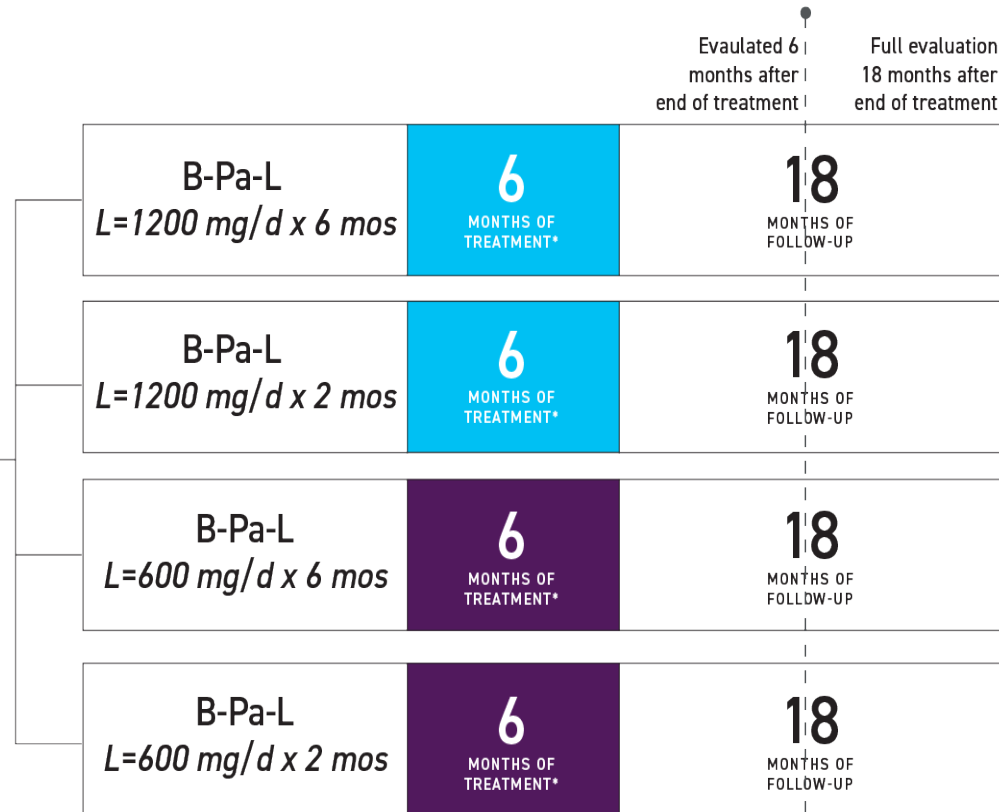 Evaulated 6
months after
end of treatment
Full evaluation
18 months after
end of treatment
B-Pa-L
L=1200 mg/d x 6 mos
6
MONTHS OF
TREATMENT*
18
MONTHS OF
FOLLOW-UP
B-Pa-L
L=1200 mg/d x 2 mos
6
MONTHS OF
TREATMENT*
18
MONTHS OF
FOLLOW-UP
B-Pa-L
L=600 mg/d x 6 mos
6
MONTHS OF
TREATMENT*
18
MONTHS OF
FOLLOW-UP
B-Pa-L
L=600 mg/d x 2 mos
6
MONTHS OF
TREATMENT*
18
MONTHS OF
FOLLOW-UP